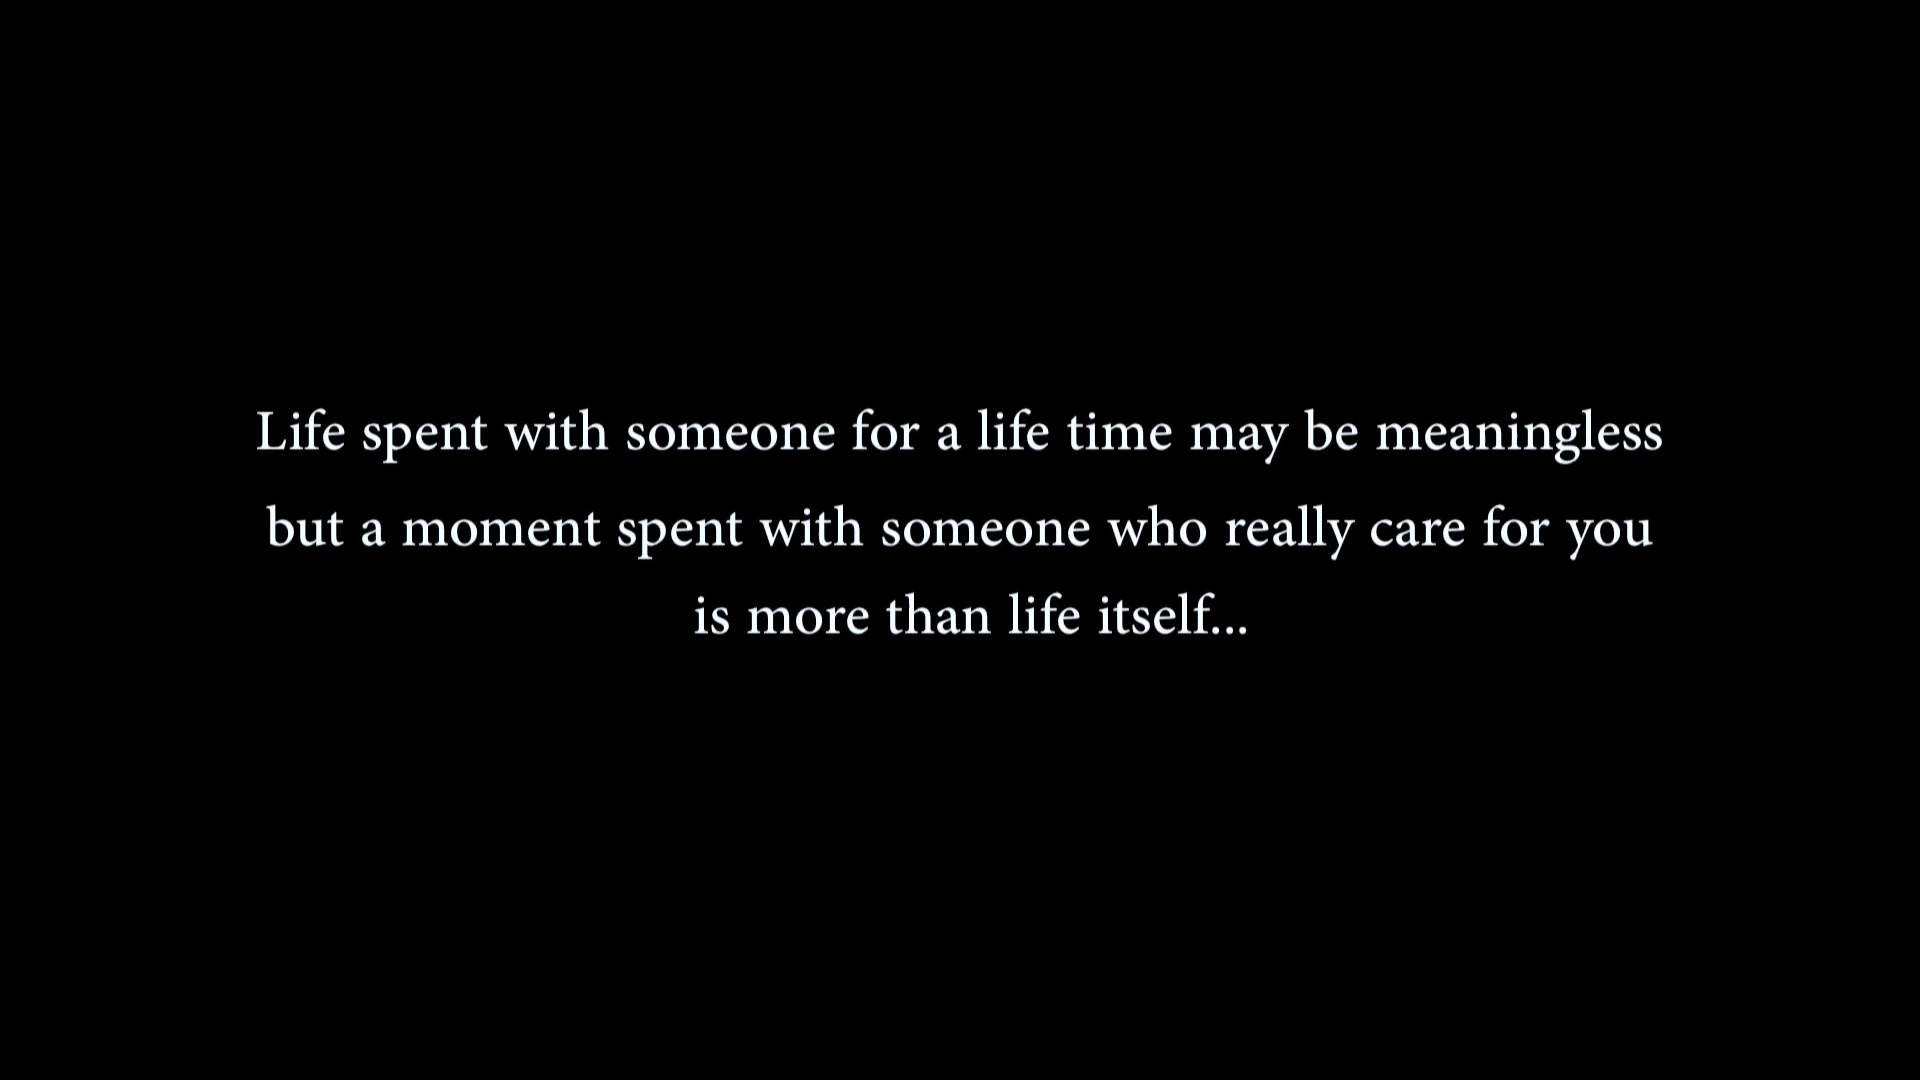 Life spent with someone for a life time may be meaningless
but a moment spent with someone who really care for you
is more than life itself...